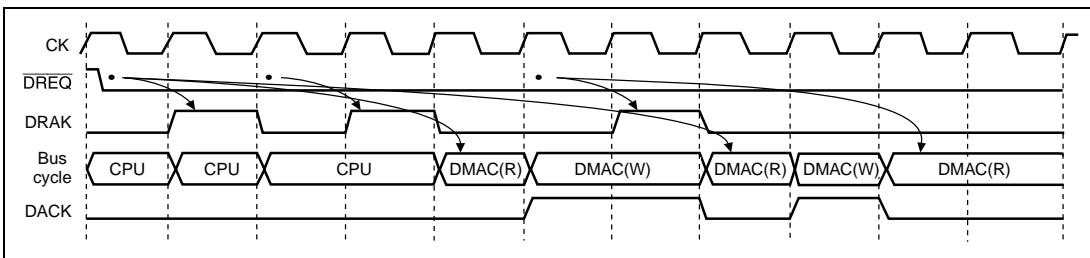 CK
DREQ
DRAK
Bus
cycle
CPU CPU CPU DMAC(R) DMAC(W) DMAC(R) DMAC(W) DMAC(R)
DACK